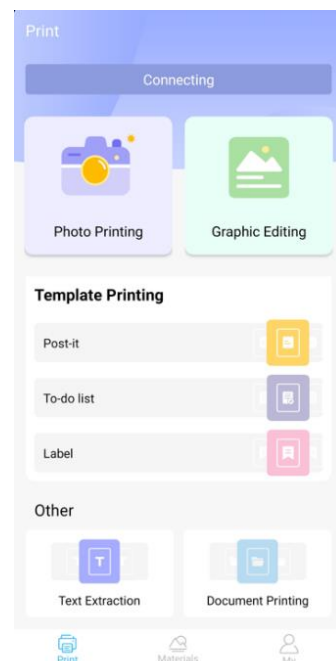 Print
Connecting
Photo Printing
Graphic Editing
Template Printing
Post-it
To-do list
Label
Other
T
Text Extraction
Document Printing
Print
Materials
My